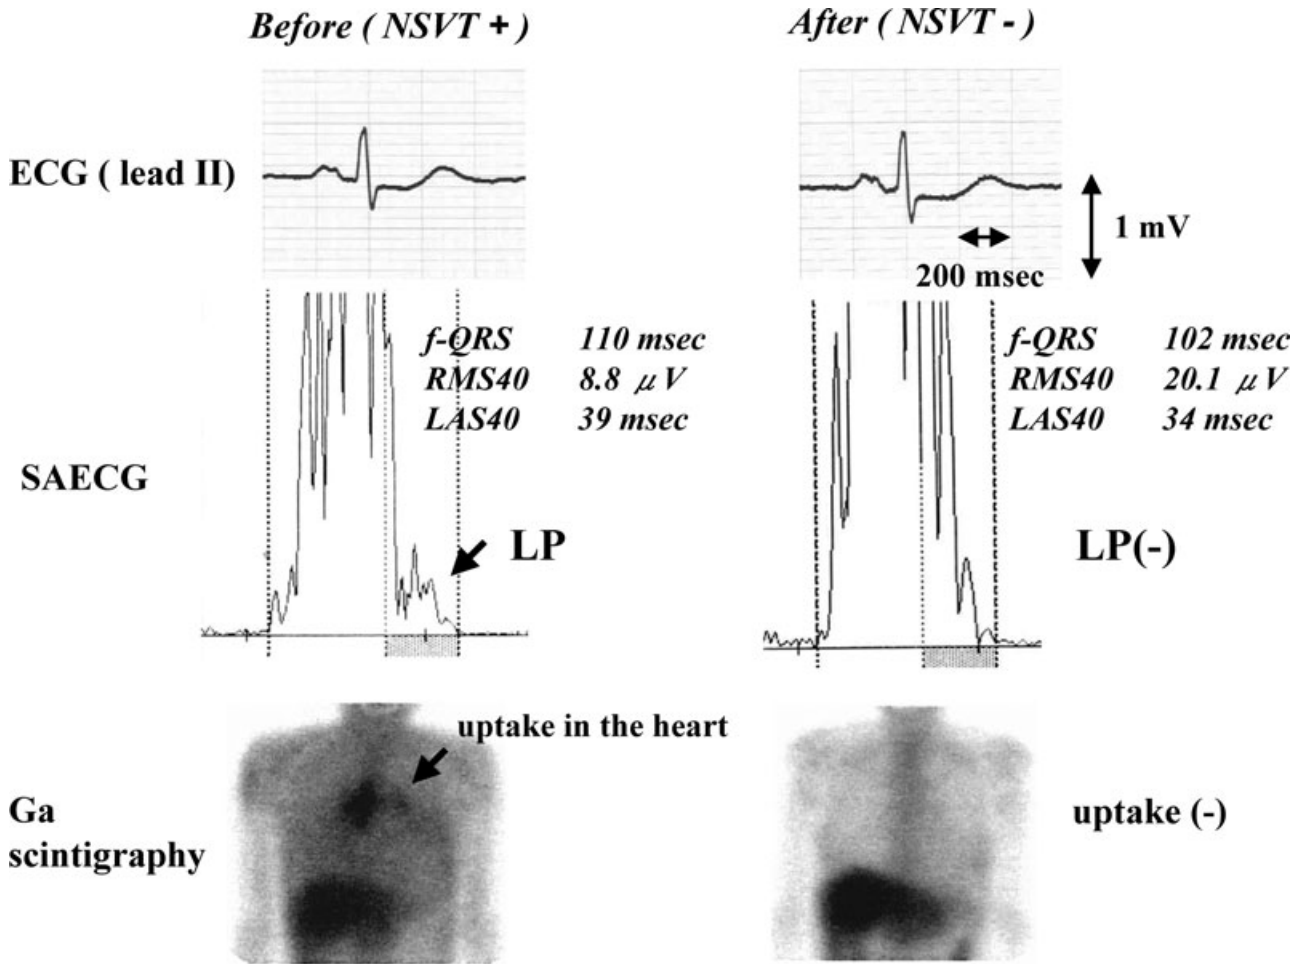 Before ( NSVT + )
After ( NSVT - )
ECG ( lead II)
1 mV
200 msec
f-QRS 110 msec
RMS40 8.8 μV
LAS40 39 msec
f-QRS 102 msec
RMS40 20.1 μV
LAS40 34 msec
SAECG
LP
LP(-)
uptake in the heart
Ga
scintigraphy
uptake (-)